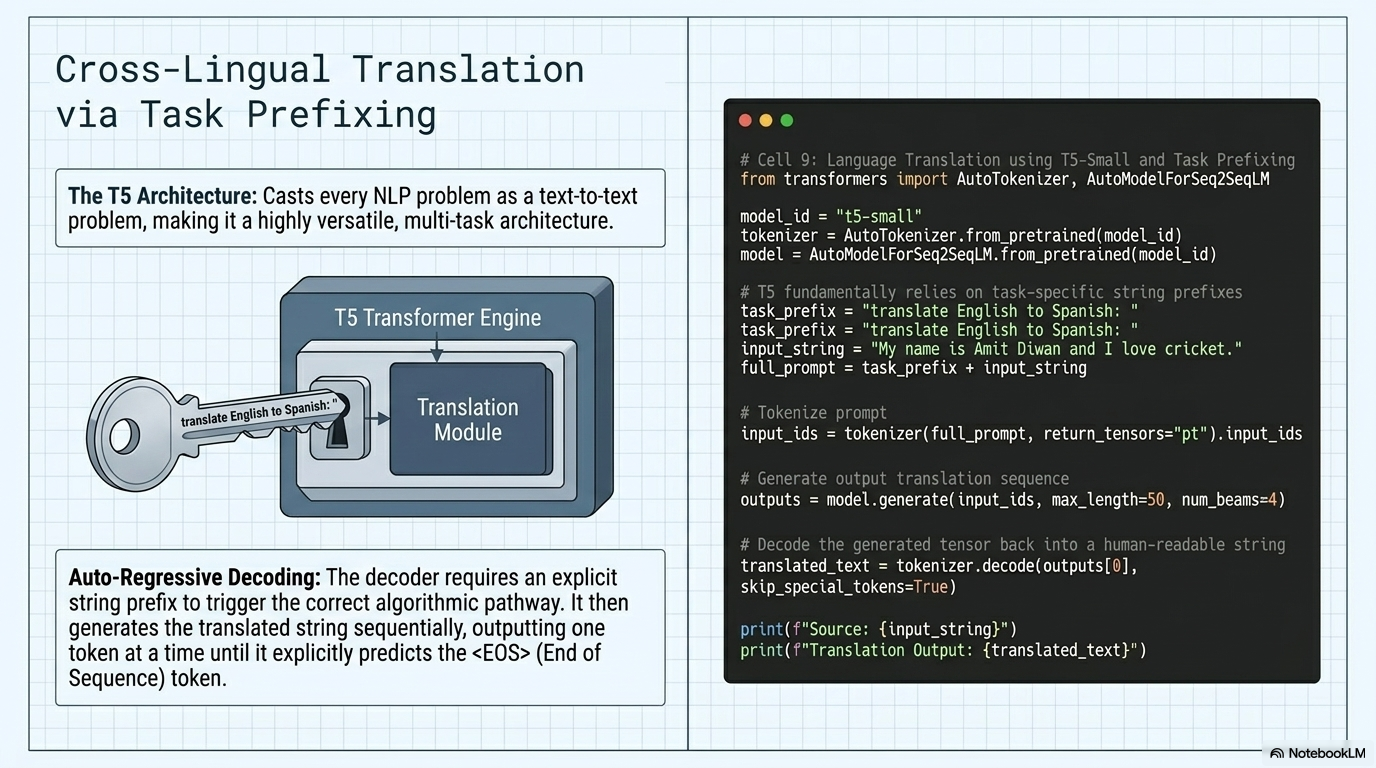 Cross-Lingual Translation
via Task Prefixing
The T5 Architecture: Casts every NLP problem as a text-to-text
problem, making it a highly versatile, multi-task architecture.
T5 Transformer Engine
translate English to Spanish: "
Translation
Module
Auto-Regressive Decoding: The decoder requires an explicit
string prefix to trigger the correct algorithmic pathway. It then
generates the translated string sequentially, outputting one
token at a time until it explicitly predicts the <EOS> (End of
Sequence) token.
# Cell 9: Language Translation using T5-Small and Task Prefixing
from transformers import AutoTokenizer, AutoModelForSeq2SeqLM
model_id = "t5-small"
tokenizer = AutoTokenizer.from_pretrained(model_id)
model = AutoModelForSeq2SeqLM.from_pretrained(model_id)
# T5 fundamentally relies on task-specific string prefixes
task_prefix = "translate English to Spanish: "
task_prefix = "translate English to Spanish: "
input_string = "My name is Amit Diwan and I love cricket."
full_prompt = task_prefix + input_string
# Tokenize prompt
input_ids = tokenizer(full_prompt, return_tensors="pt").input_ids
# Generate output translation sequence
outputs = model.generate(input_ids, max_length=50, num_beams=4)
# Decode the generated tensor back into a human-readable string
translated_text = tokenizer.decode(outputs[0],
skip_special_tokens=True)
print(f"Source: {input_string}")
print(f"Translation Output: {translated_text}")
NotebookLM